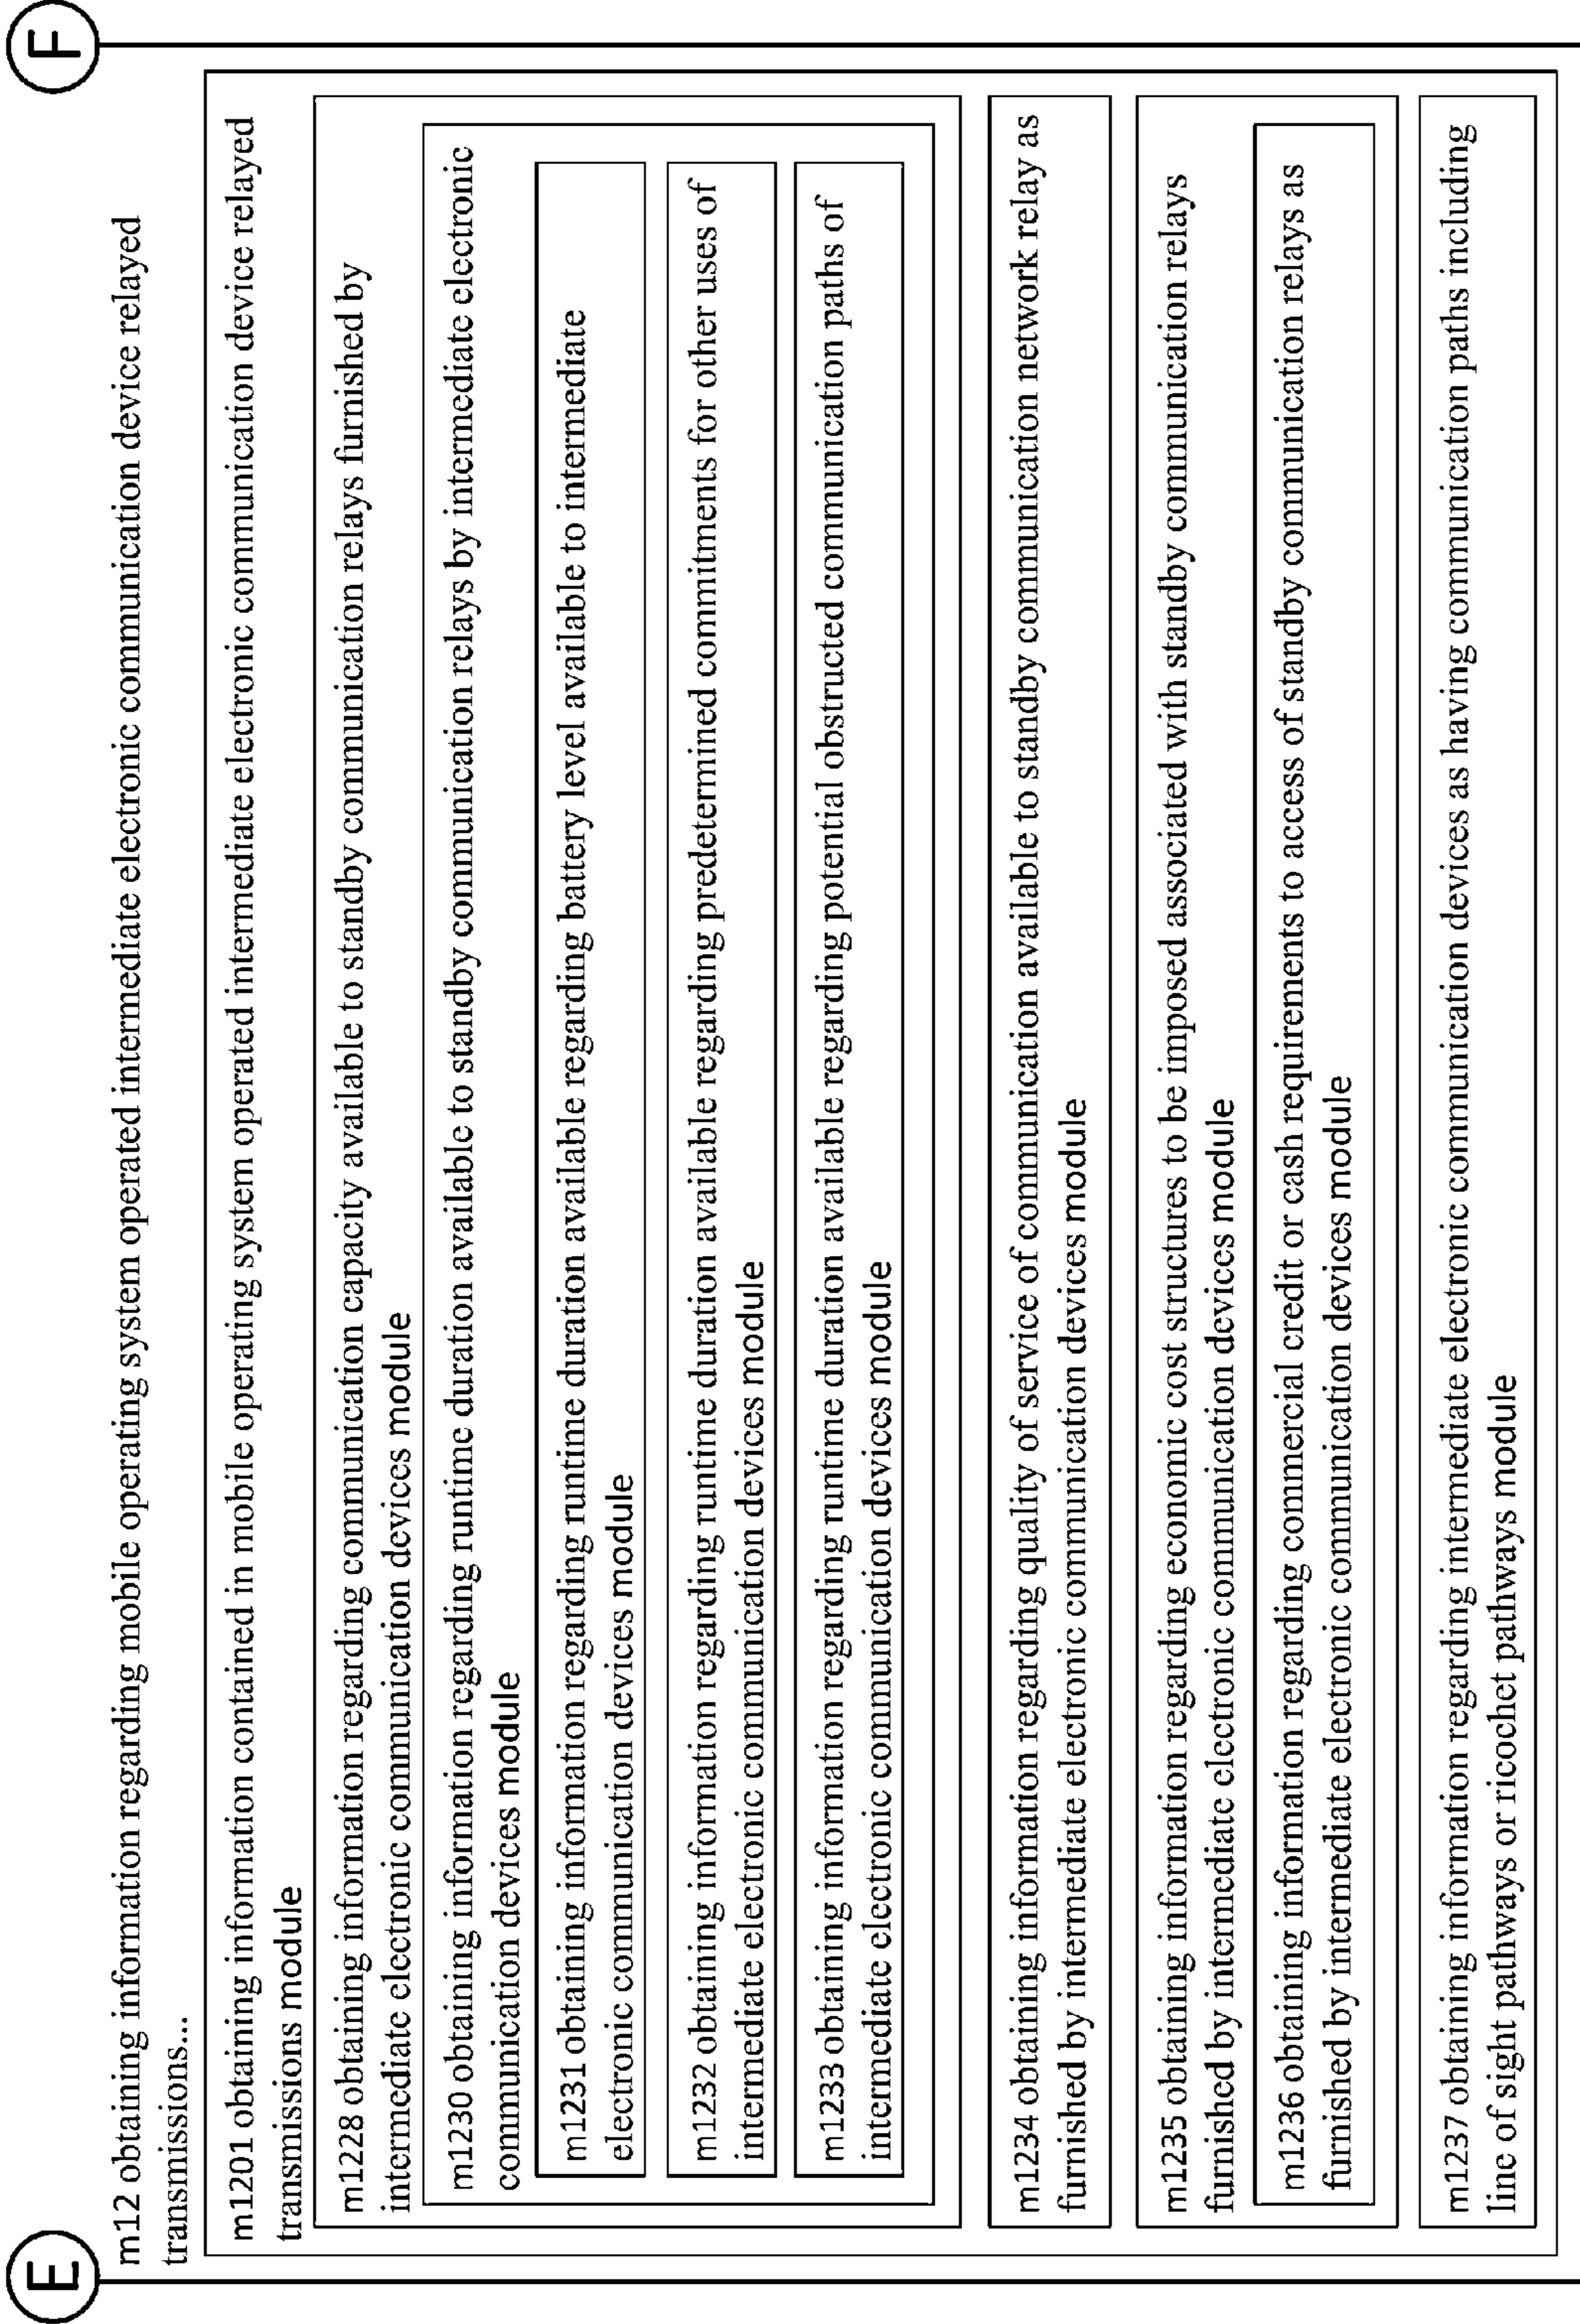 E
F
m12 obtaining information regarding mobile operating system operated intermediate electronic communication device relayed
transmissions...
m1201 obtaining information contained in mobile operating system operated intermediate electronic communication device relayed
transmissions module
m1228 obtaining information regarding communication capacity available to standby communication relays furnished by
intermediate electronic communication devices module
m1230 obtaining information regarding runtime duration available to standby communication relays by intermediate electronic
communication devices module
m1231 obtaining information regarding runtime duration available regarding battery level available to intermediate
electronic communication devices module
m1232 obtaining information regarding runtime duration available regarding predetermined commitments for other uses of
intermediate electronic communication devices module
m1233 obtaining information regarding runtime duration available regarding potential obstructed communication paths of
intermediate electronic communication devices module
m1234 obtaining information regarding quality of service of communication available to standby communication network relay as
furnished by intermediate electronic communication devices module
m1235 obtaining information regarding economic cost structures to be imposed associated with standby communication relays
furnished by intermediate electronic communication devices module
m1236 obtaining information regarding commercial credit or cash requirements to access of standby communication relays as
furnished by intermediate electronic communication devices module
m1237 obtaining information regarding intermediate electronic communication devices as having communication paths including
line of sight pathways or ricochet pathways module